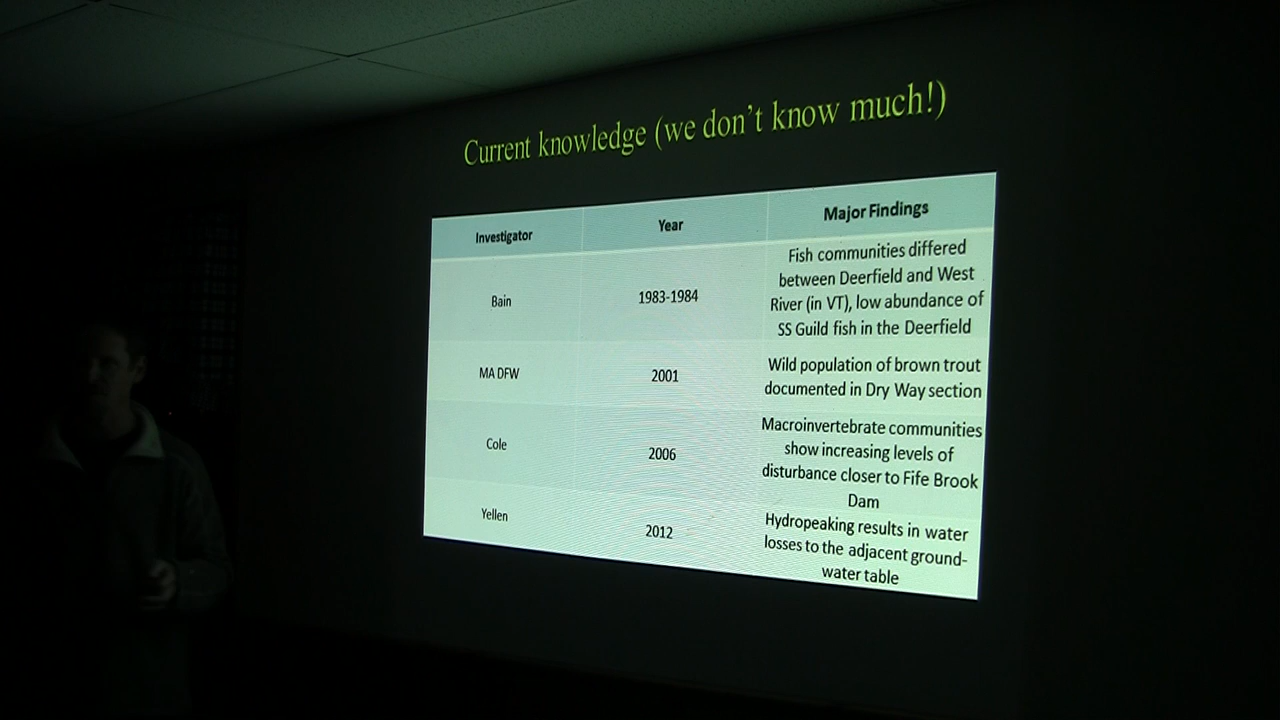 Current knowledge (we don't know much!)
Investigator
Year
Major Findings
Bain
1983-1984
Fish communities differed
between Deerfield and West
River (in VT), low abundance of
SS Guild fish in the Deerfield
MA DFW
2001
Wild population of brown trout
documented in Dry Way section
Cole
2006
Macroinvertebrate communities
show increasing levels of
disturbance closer to Fife Brook
Dam
Yellen
2012
Hydropeaking results in water
losses to the adjacent ground-
water table